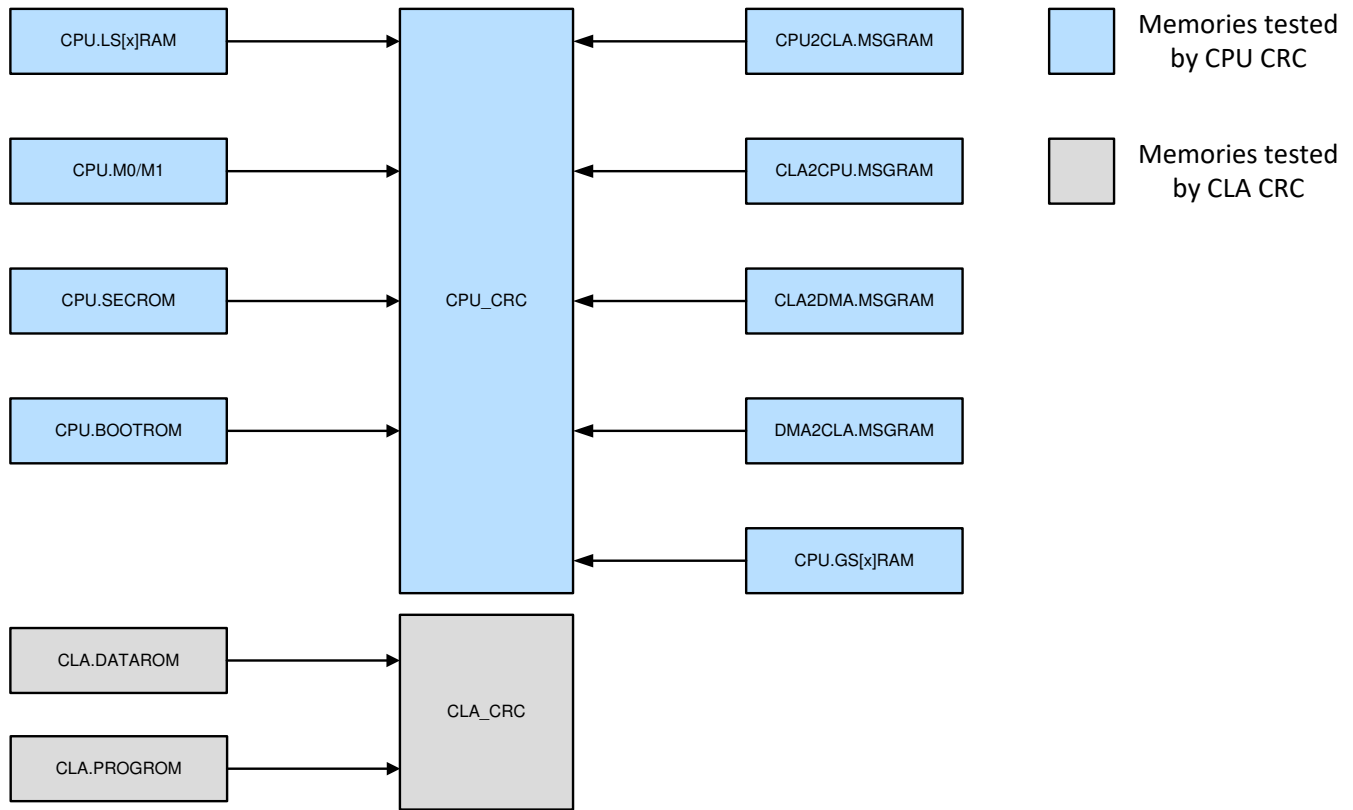 CPU.LS[x]RAM
CPU2CLA.MSGRAM
Memories tested
by CPU CRC
CPU.M0/M1
CLA2CPU.MSGRAM
Memories tested
by CLA CRC
CPU.SECROM
CPU_CRC
CLA2DMA.MSGRAM
CPU.BOOTROM
DMA2CLA.MSGRAM
CPU.GS[x]RAM
CLA.DATAROM
CLA_CRC
CLA.PROGROM